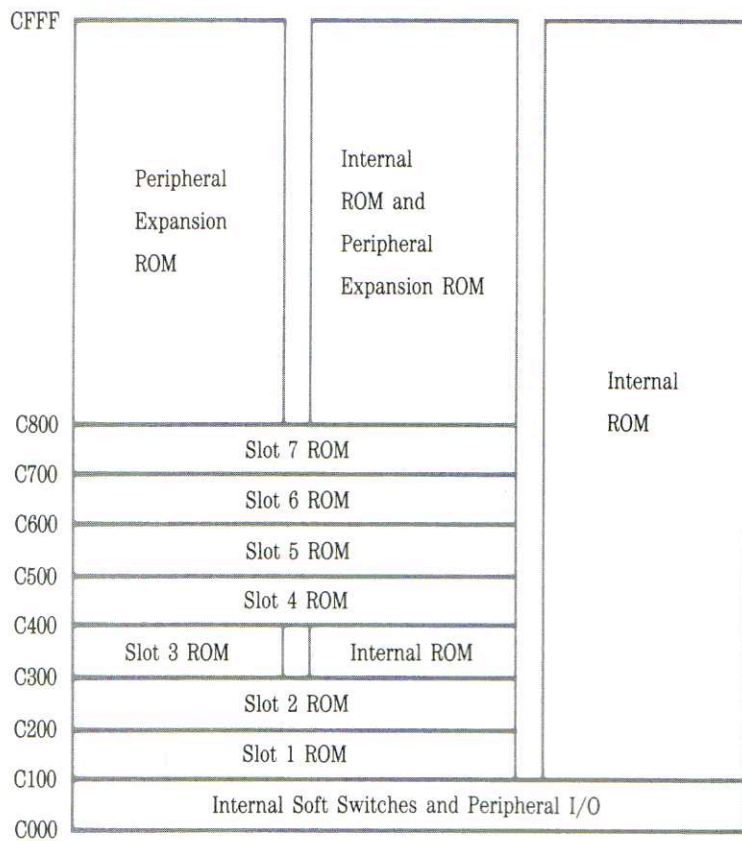 CFFF
Peripheral
Expansion
ROM
Internal
ROM and
Peripheral
Expansion ROM
Internal
ROM
C800
Slot 7 ROM
C700
Slot 6 ROM
C600
Slot 5 ROM
C500
Slot 4 ROM
C400
Slot 3 ROM
Internal ROM
C300
Slot 2 ROM
C200
Slot 1 ROM
C100
Internal Soft Switches and Peripheral I/O
C000